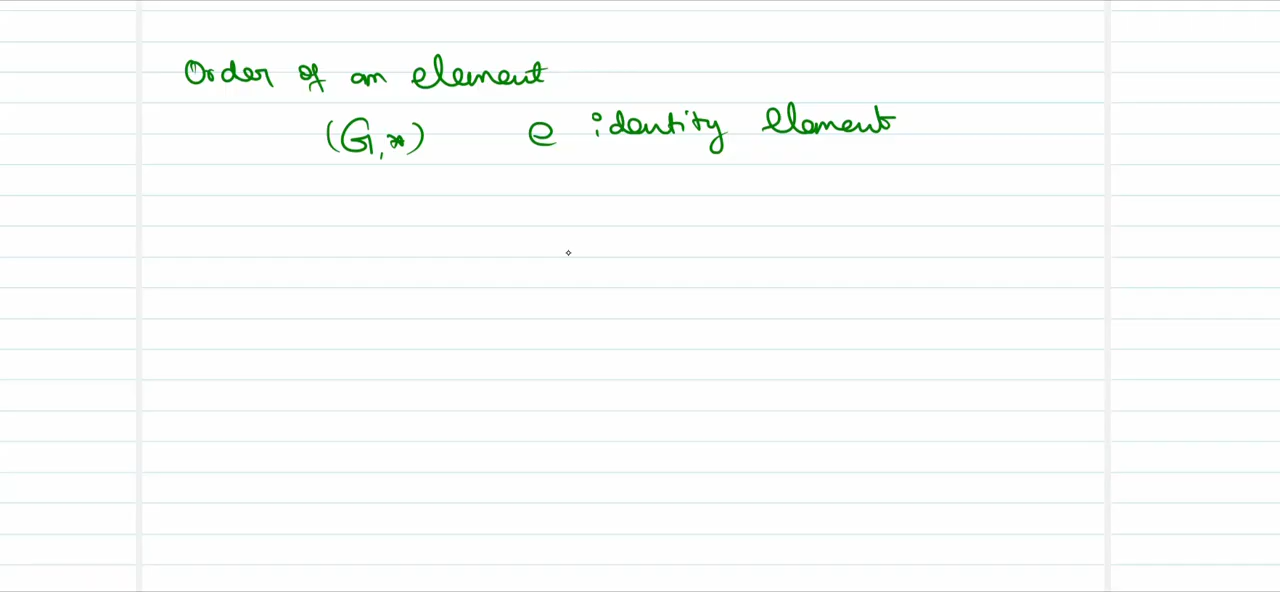 Order of an element
(G, *) e identity element